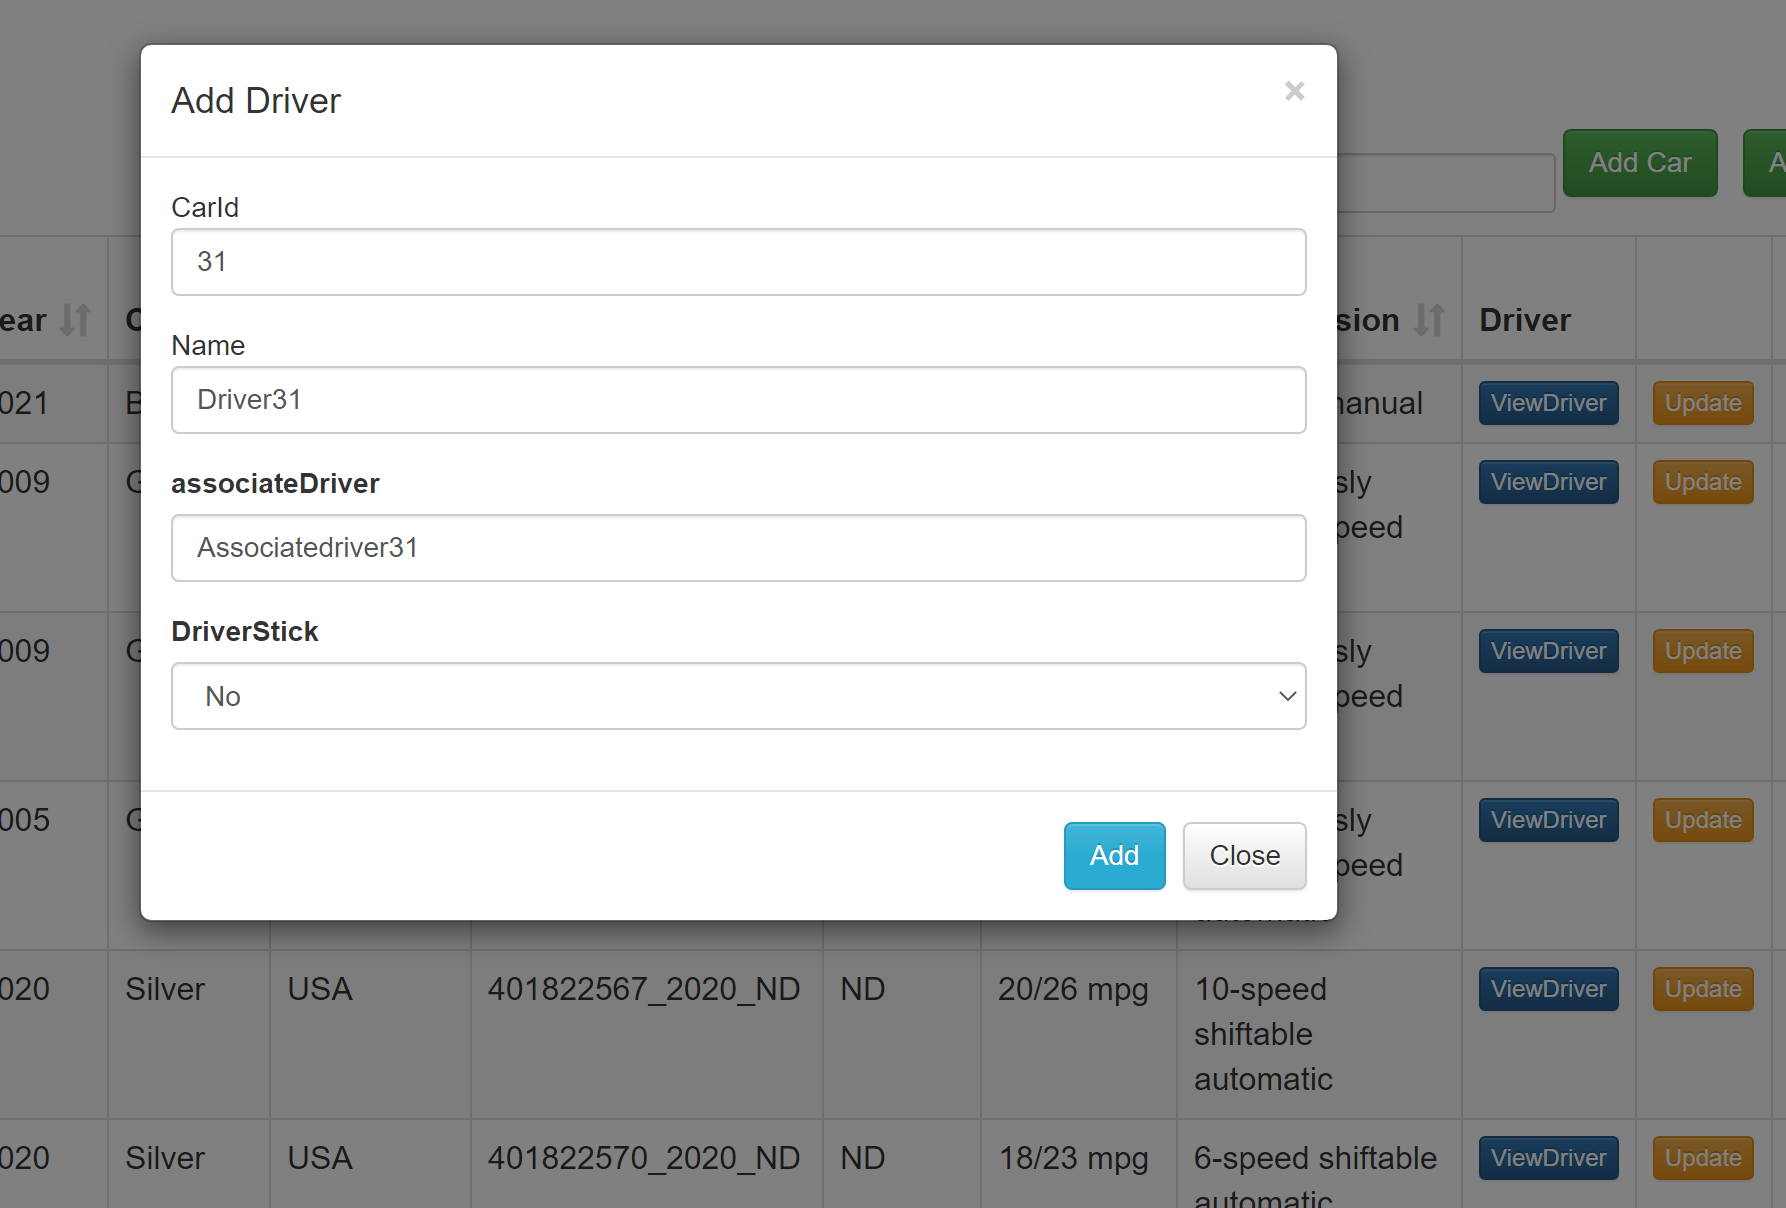 Add Driver
×
CarId
31
Name
Driver31
associateDriver
Associatedriver31
DriverStick
No
Add
Close
Add Car
A
ear
C
sion
Driver
021
B
manual
ViewDriver
Update
009
G
sly
peed
ViewDriver
Update
009
G
sly
peed
ViewDriver
Update
005
G
sly
peed
ViewDriver
Update
020
Silver
USA
401822567_2020_ND
ND
20/26 mpg
10-speed
shiftable
automatic
ViewDriver
Update
020
Silver
USA
401822570_2020_ND
ND
18/23 mpg
6-speed shiftable
automatic
ViewDriver
Update